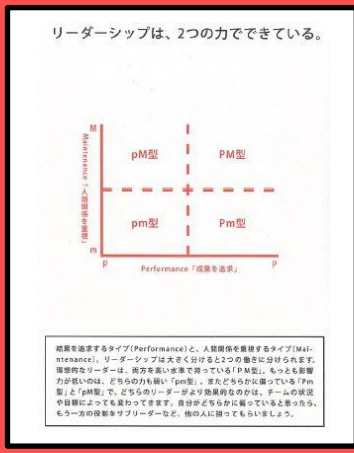 リーダーシップは、2つの力でできている。
M
pM型
PM型
Maintenance「人間関係を重視」
pm型
Pm型
m
p
P
Performance「成果を追求」
結果を追求するタイプ(Performance)と、人間関係を重視するタイプ(Mai-
ntenance)。リーダーシップは大きく分けると2つの働きに分けられます。
理想的なリーダーは、両方を高い水準で持っている「PM型」、もっとも影響
力が低いのは、どちらの力も弱い「pm型」。またどちらかに偏っている「Pm
型」と「pM型」で、どちらのリーダーがより効果的なのかは、チームの状況
や目標によっても変わってきます。自分がどちらかに偏っていると思ったら、
もう一方の役割をサブリーダーなど、他の人に担ってもらいましょう。